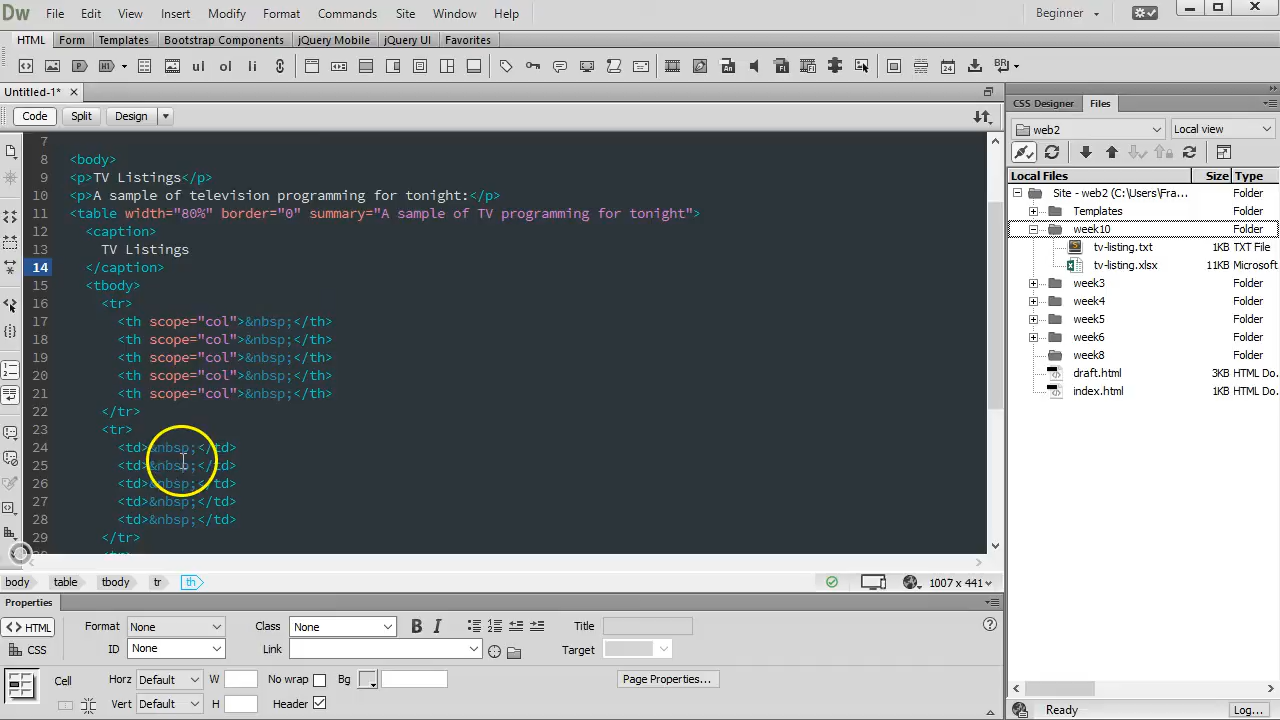 Dw File Edit View Insert Modify Format Commands Site Window Help Beginner
HTML Form Templates Bootstrap Components jQuery Mobile jQuery UI Favorites
ul ol li
Untitled-1*
Code Split Design
CSS Designer Files
web2 Local view
Local Files Size Type
Site - web2 (C:\Users\Fra... Folder
Templates Folder
week10 Folder
tv-listing.txt 1KB TXT File
tv-listing.xlsx 11KB Microsoft
week3 Folder
week4 Folder
week5 Folder
week6 Folder
week8 Folder
draft.html 3KB HTML Do...
index.html 1KB HTML Do...
7
8 <body>
9 <p>TV Listings</p>
10 <p>A sample of television programming for tonight:</p>
11 <table width="80%" border="0" summary="A sample of TV programming for tonight">
12 <caption>
13 TV Listings
14 </caption>
15 <tbody>
16 <tr>
17 <th scope="col">&nbsp;</th>
18 <th scope="col">&nbsp;</th>
19 <th scope="col">&nbsp;</th>
20 <th scope="col">&nbsp;</th>
21 <th scope="col">&nbsp;</th>
22 </tr>
23 <tr>
24 <td>&nbsp;</td>
25 <td>&nbsp;</td>
26 <td>&nbsp;</td>
27 <td>&nbsp;</td>
28 <td>&nbsp;</td>
29 </tr>
body table tbody tr th 1007 x 441
Properties
<> HTML Format None Class None B I Title
CSS ID None Link Target
Cell Horz Default W No wrap Bg Page Properties...
Vert Default H Header
Ready Log...